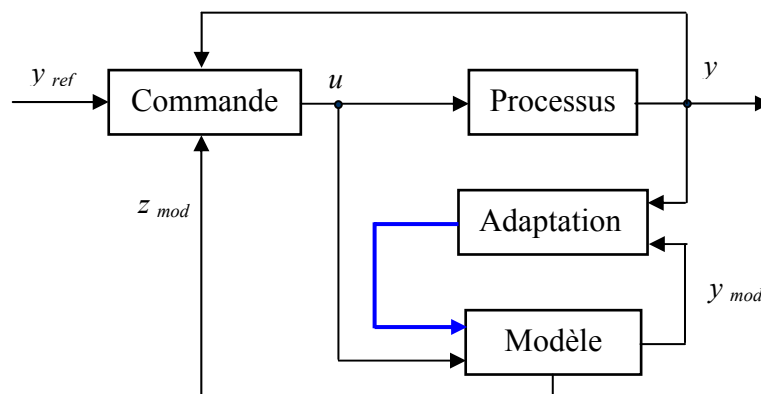 y ref
Commande
u
Processus
y
z mod
Adaptation
y mod
Modèle